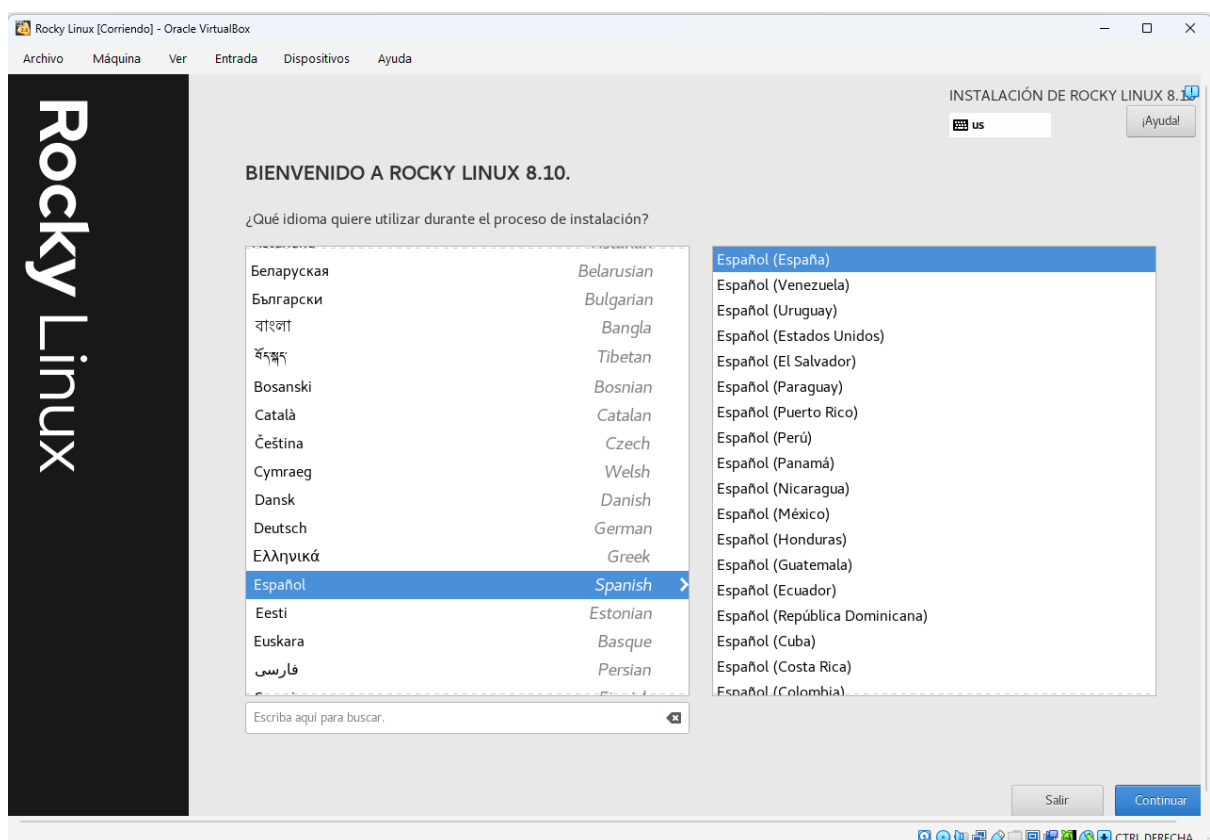 Rocky Linux [Corriendo] - Oracle VirtualBox
Archivo Máquina Ver Entrada Dispositivos Ayuda
Rocky Linux
INSTALACIÓN DE ROCKY LINUX 8.10
us
¡Ayuda!
BIENVENIDO A ROCKY LINUX 8.10.
¿Qué idioma quiere utilizar durante el proceso de instalación?
Беларуская Belarusian
Български Bulgarian
বাংলা Bangla
བོད་སྐད་ Tibetan
Bosanski Bosnian
Català Catalan
Čeština Czech
Cymraeg Welsh
Dansk Danish
Deutsch German
Ελληνικά Greek
Español Spanish
Eesti Estonian
Euskara Basque
فارسی Persian
Escriba aquí para buscar.
Español (España)
Español (Venezuela)
Español (Uruguay)
Español (Estados Unidos)
Español (El Salvador)
Español (Paraguay)
Español (Puerto Rico)
Español (Perú)
Español (Panamá)
Español (Nicaragua)
Español (México)
Español (Honduras)
Español (Guatemala)
Español (Ecuador)
Español (República Dominicana)
Español (Cuba)
Español (Costa Rica)
Español (Colombia)
Salir Continuar
CTRL DERECHA